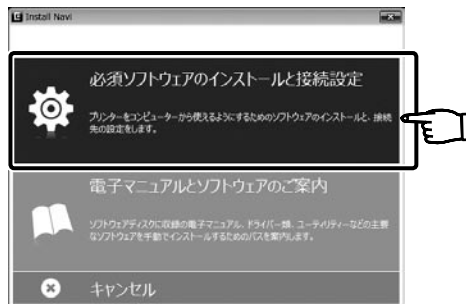 Install Navi
必須ソフトウェアのインストールと接続設定
プリンターをコンピューターから使えるようにするためのソフトウェアのインストールと、接続
先の設定をします。
電子マニュアルとソフトウェアのご案内
ソフトウェアディスクに収録の電子マニュアル、ドライバー類、ユーティリティーなどの主要
なソフトウェアを手動でインストールするためのパスを案内します。
キャンセル